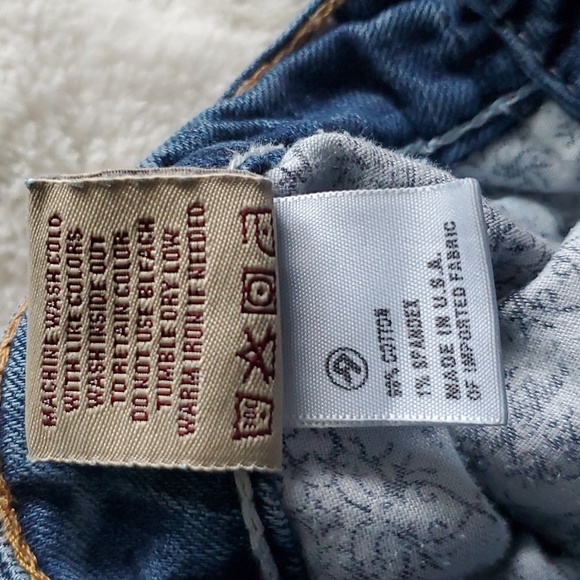 MACHINE WASH COLD
WITH LIKE COLORS
WASH INSIDE OUT
TO RETAIN COLOR
DO NOT USE BLEACH
TUMBLE DRY LOW
WARM IRON IF NEEDED
30C
99% COTTON
1% SPANDEX
MADE IN U.S.A.
OF IMPORTED FABRIC